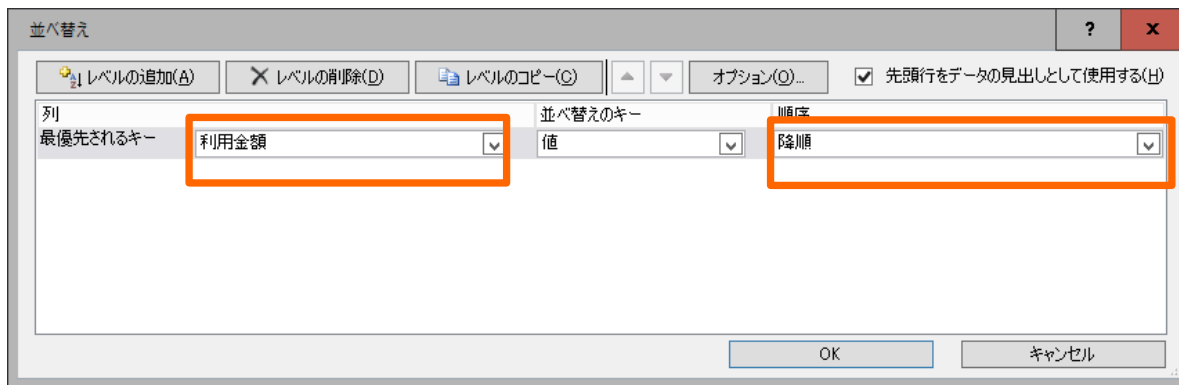 並べ替え ? x
レベルの追加(A) レベルの削除(D) レベルのコピー(C) オプション(O)... 先頭行をデータの見出しとして使用する(H)
列 並べ替えのキー 順序
最優先されるキー 利用金額 値 降順
OK キャンセル